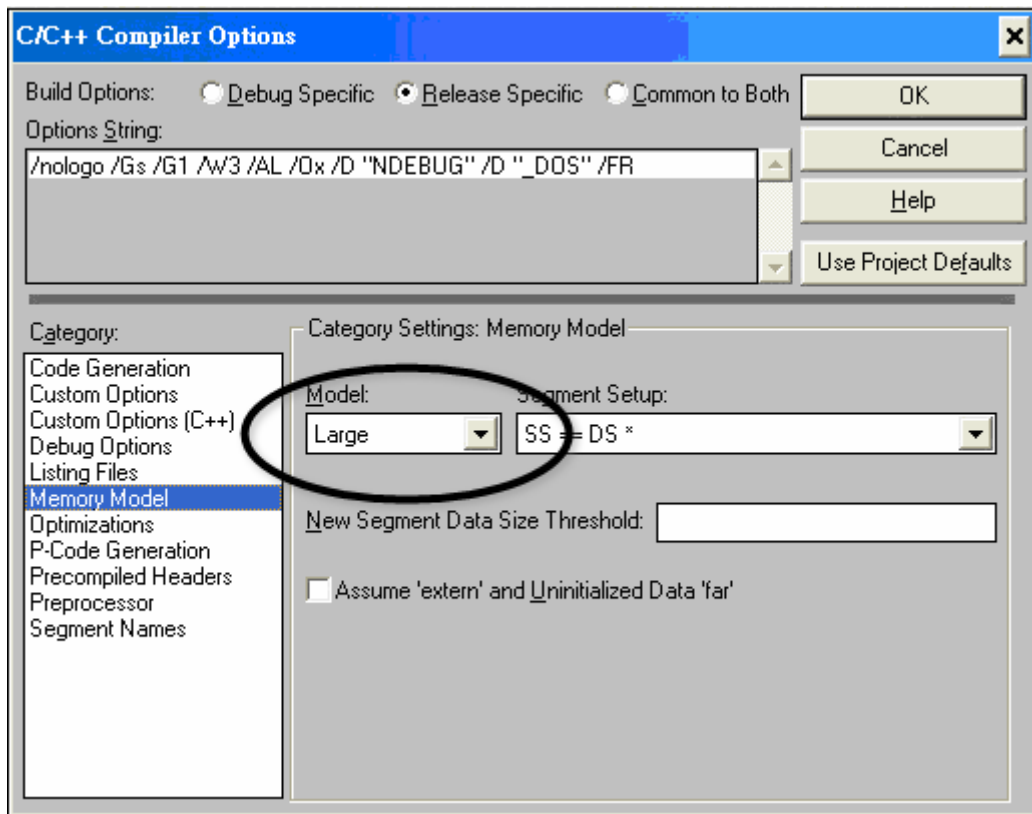 C/C++ Compiler Options
Build Options: Debug Specific Release Specific Common to Both
OK
Options String:
/nologo /Gs /G1 /W3 /AL /Ox /D "NDEBUG" /D "_DOS" /FR
Cancel
Help
Use Project Defaults
Category:
Code Generation
Custom Options
Custom Options (C++)
Debug Options
Listing Files
Memory Model
Optimizations
P-Code Generation
Precompiled Headers
Preprocessor
Segment Names
Category Settings: Memory Model
Model: Segment Setup:
Large SS == DS *
New Segment Data Size Threshold:
Assume 'extern' and Uninitialized Data 'far'